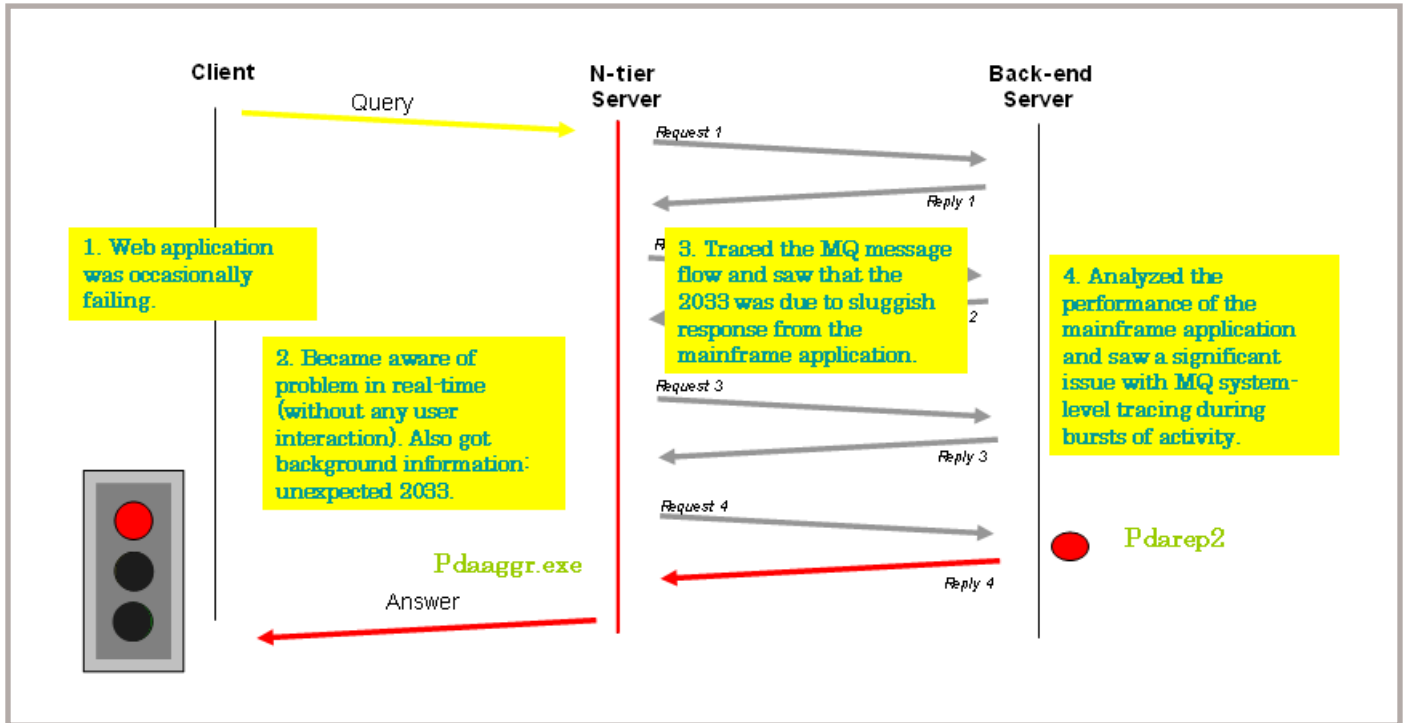 Client
N-tier
Server
Back-end
Server
Query
Request 1
Reply 1
1. Web application
was occasionally
failing.
3. Traced the MQ message
flow and saw that the
2033 was due to sluggish
response from the
mainframe application.
2
4. Analyzed the
performance of the
mainframe application
and saw a significant
issue with MQ system-
level tracing during
bursts of activity.
2. Became aware of
problem in real-time
(without any user
interaction). Also got
background information:
unexpected 2033.
Request 3
Reply 3
Request 4
Pdarep2
Pdaaggr.exe
Reply 4
Answer